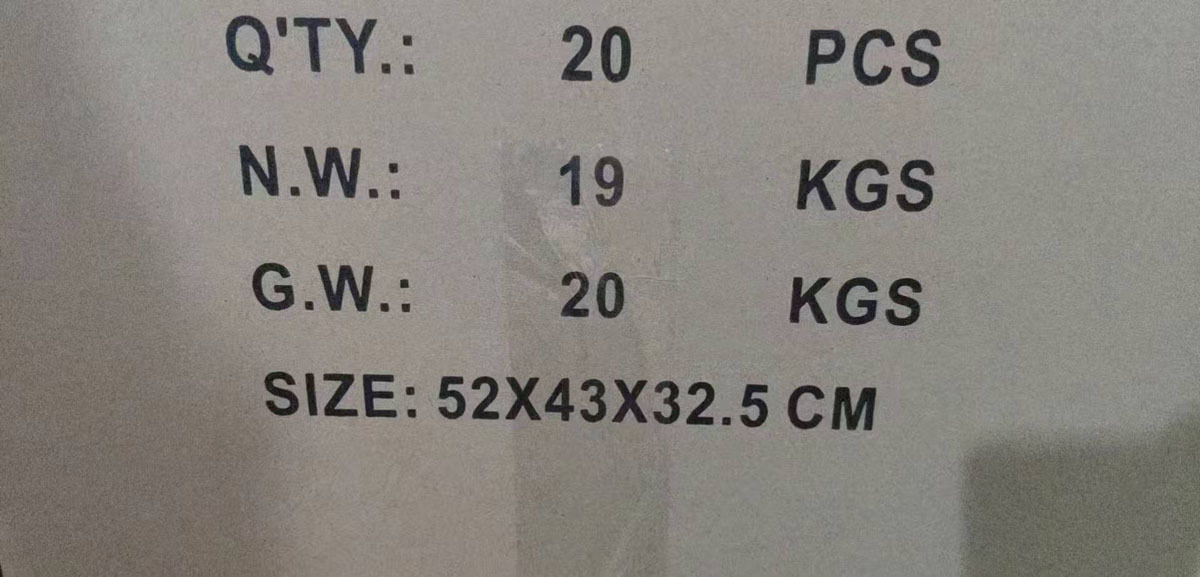 Q'TY.: 20 PCS
N.W.: 19 KGS
G.W.: 20 KGS
SIZE: 52X43X32.5 CM